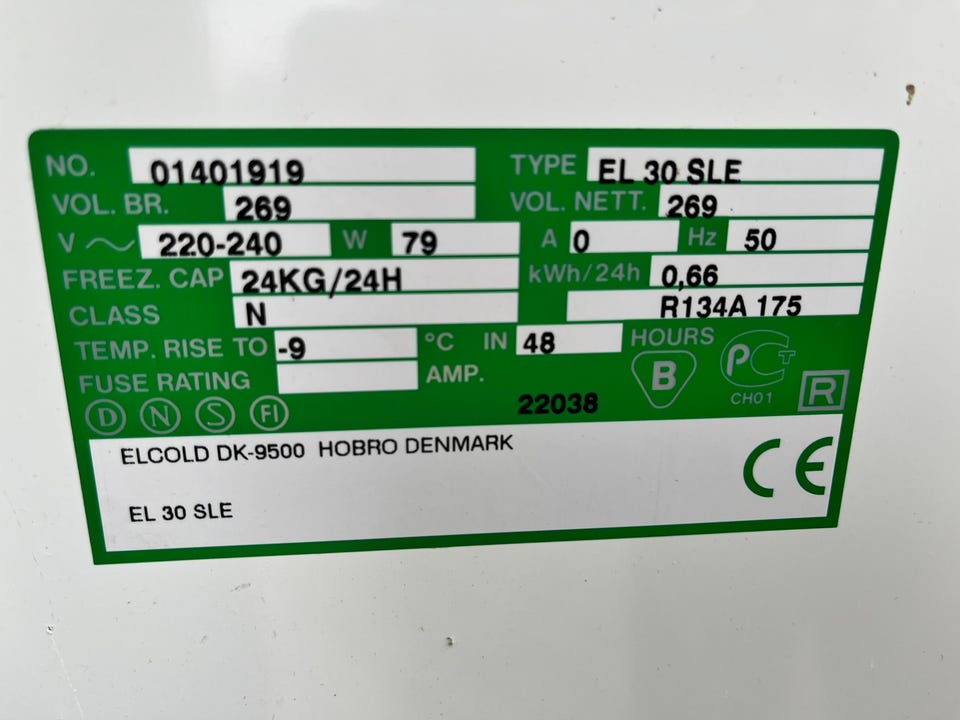 NO. 01401919 TYPE EL 30 SLE
VOL. BR. 269 VOL. NETT. 269
V 220-240 W 79 A 0 Hz 50
FREEZ. CAP 24KG/24H kWh/24h 0,66
CLASS N R134A 175
TEMP. RISE TO -9 °C IN 48 HOURS
FUSE RATING AMP.
B PCT CH01 R
D N S FI 22038
ELCOLD DK-9500 HOBRO DENMARK
CE
EL 30 SLE